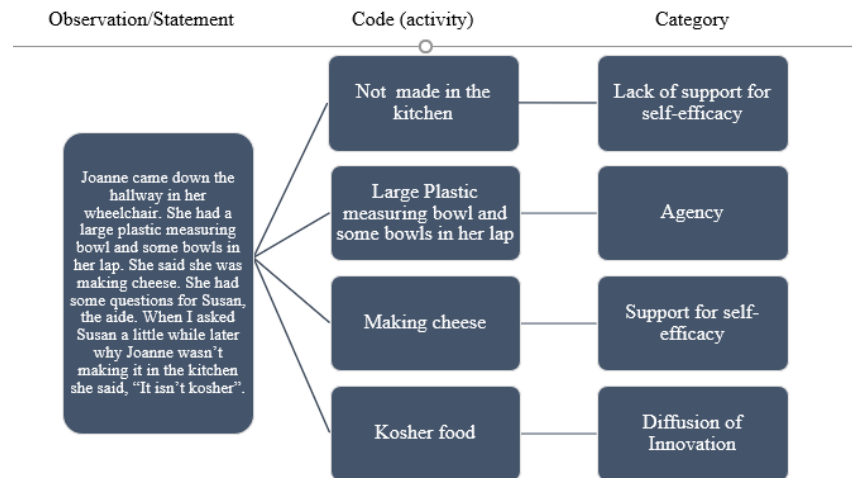 Observation/Statement
Code (activity)
Category
Joanne came down the
hallway in her
wheelchair. She had a
large plastic measuring
bowl and some bowls in
her lap. She said she was
making cheese. She had
some questions for Susan,
the aide. When I asked
Susan a little while later
why Joanne wasn't
making it in the kitchen
she said, “It isn't kosher”.
Not made in the
kitchen
Lack of support for
self-efficacy
Large Plastic
measuring bowl and
some bowls in her lap
Agency
Making cheese
Support for self-
efficacy
Kosher food
Diffusion of
Innovation